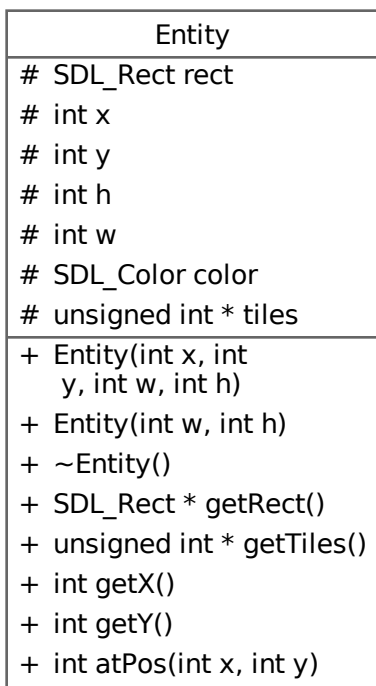 Entity
# SDL_Rect rect
# int x
# int y
# int h
# int w
# SDL_Color color
# unsigned int * tiles
+ Entity(int x, int
y, int w, int h)
+ Entity(int w, int h)
+ ~Entity()
+ SDL_Rect * getRect()
+ unsigned int * getTiles()
+ int getX()
+ int getY()
+ int atPos(int x, int y)